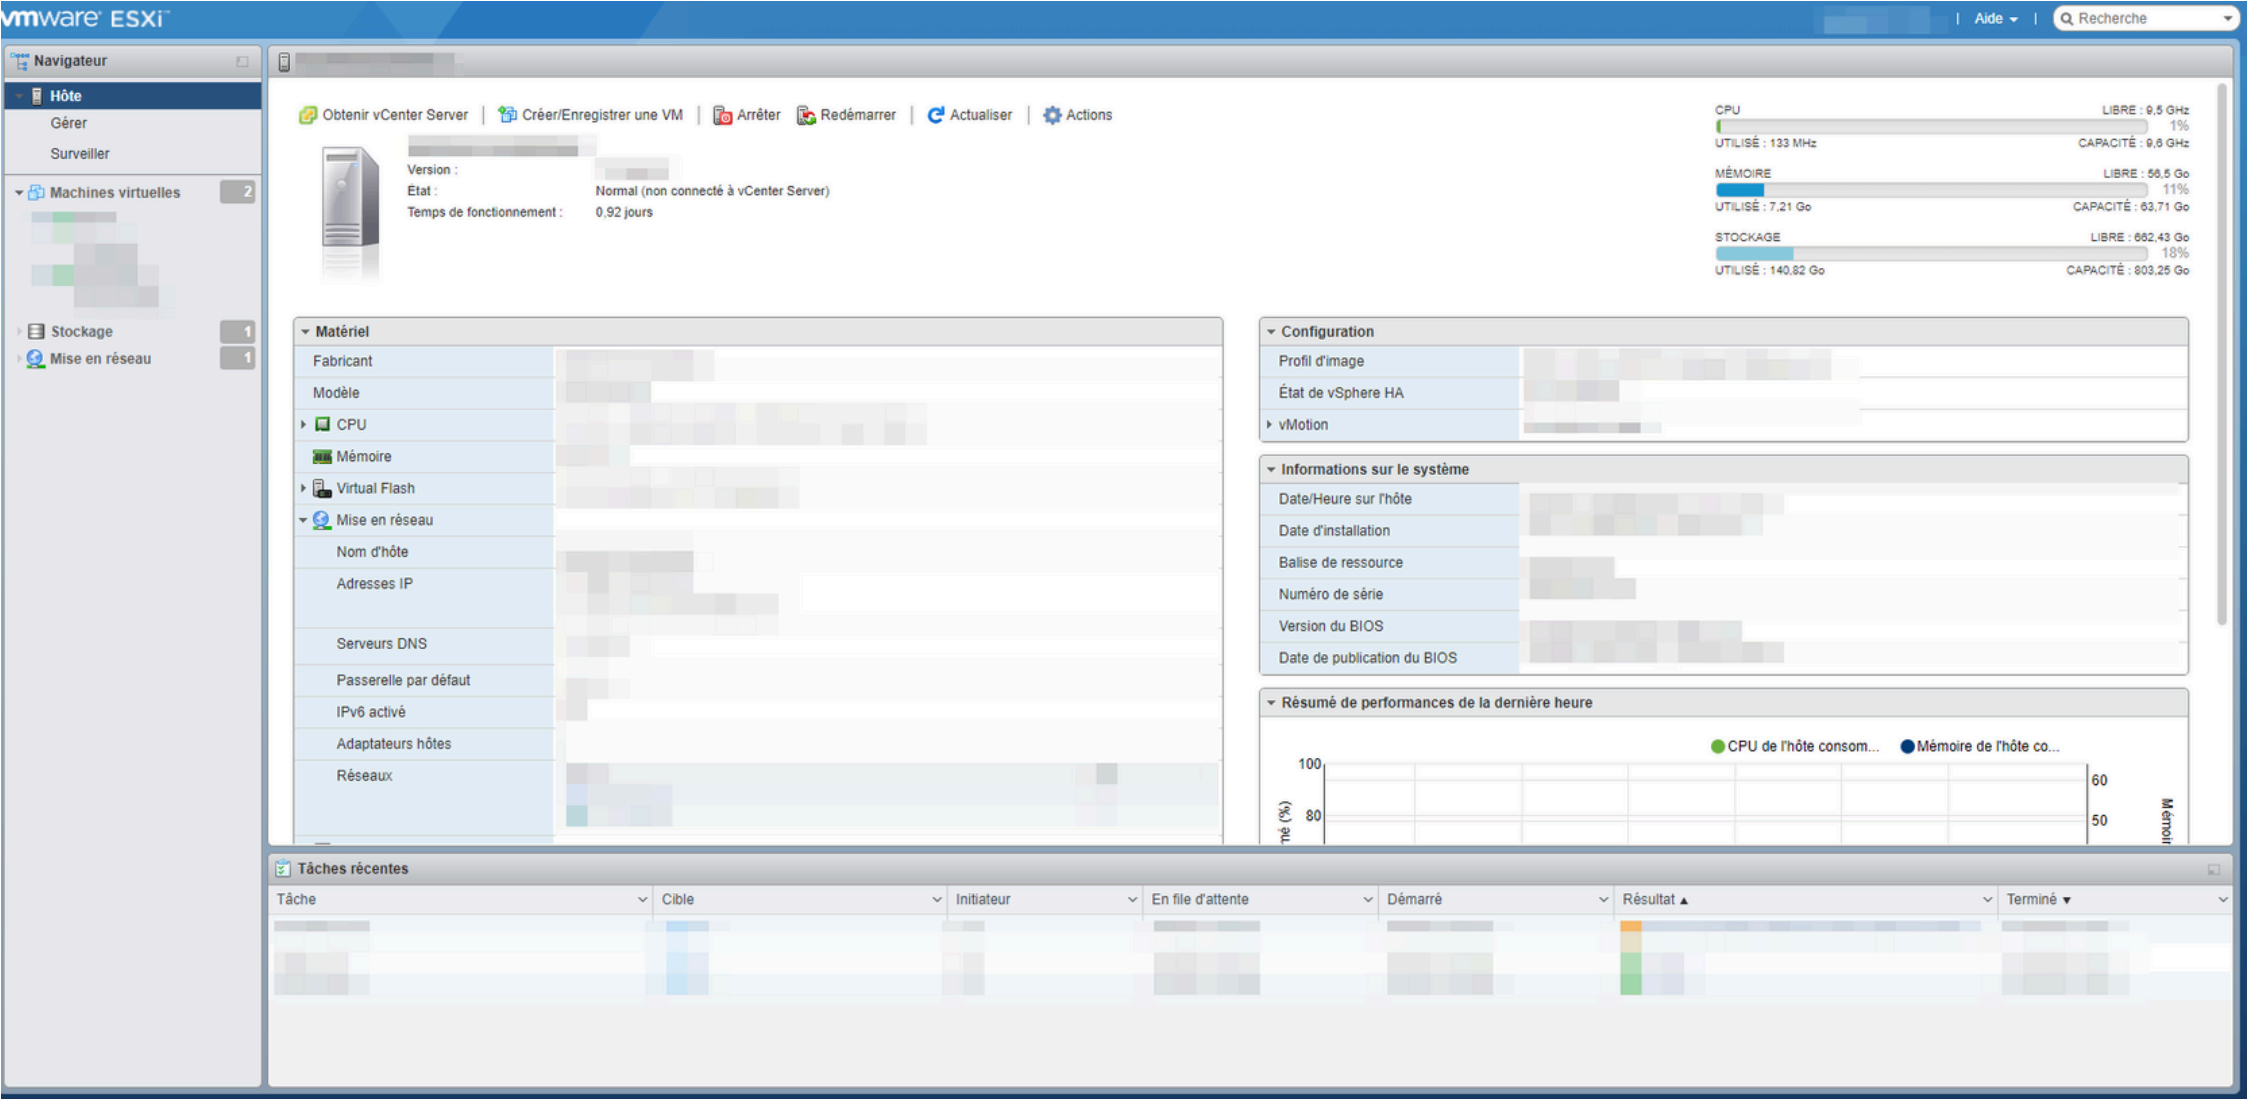 vmware ESXi
Aide
Recherche
Navigateur
Hôte
Gérer
Surveiller
Machines virtuelles 2
Stockage 1
Mise en réseau 1
Obtenir vCenter Server
Créer/Enregistrer une VM
Arrêter
Redémarrer
Actualiser
Actions
Version :
État : Normal (non connecté à vCenter Server)
Temps de fonctionnement : 0,92 jours
CPU LIBRE : 9,5 GHz
1%
UTILISÉ : 133 MHz CAPACITÉ : 9,6 GHz
MÉMOIRE LIBRE : 56,5 Go
11%
UTILISÉ : 7,21 Go CAPACITÉ : 63,71 Go
STOCKAGE LIBRE : 662,43 Go
18%
UTILISÉ : 140,82 Go CAPACITÉ : 803,25 Go
Matériel
Fabricant
Modèle
CPU
Mémoire
Virtual Flash
Mise en réseau
Nom d'hôte
Adresses IP
Serveurs DNS
Passerelle par défaut
IPv6 activé
Adaptateurs hôtes
Réseaux
Configuration
Profil d'image
État de vSphere HA
vMotion
Informations sur le système
Date/Heure sur l'hôte
Date d'installation
Balise de ressource
Numéro de série
Version du BIOS
Date de publication du BIOS
Résumé de performances de la dernière heure
CPU de l'hôte consom... Mémoire de l'hôte co...
100
80
60
50
mé (%)
Mémoir
Tâches récentes
Tâche Cible Initiateur En file d'attente Démarré Résultat ▲ Terminé ▼